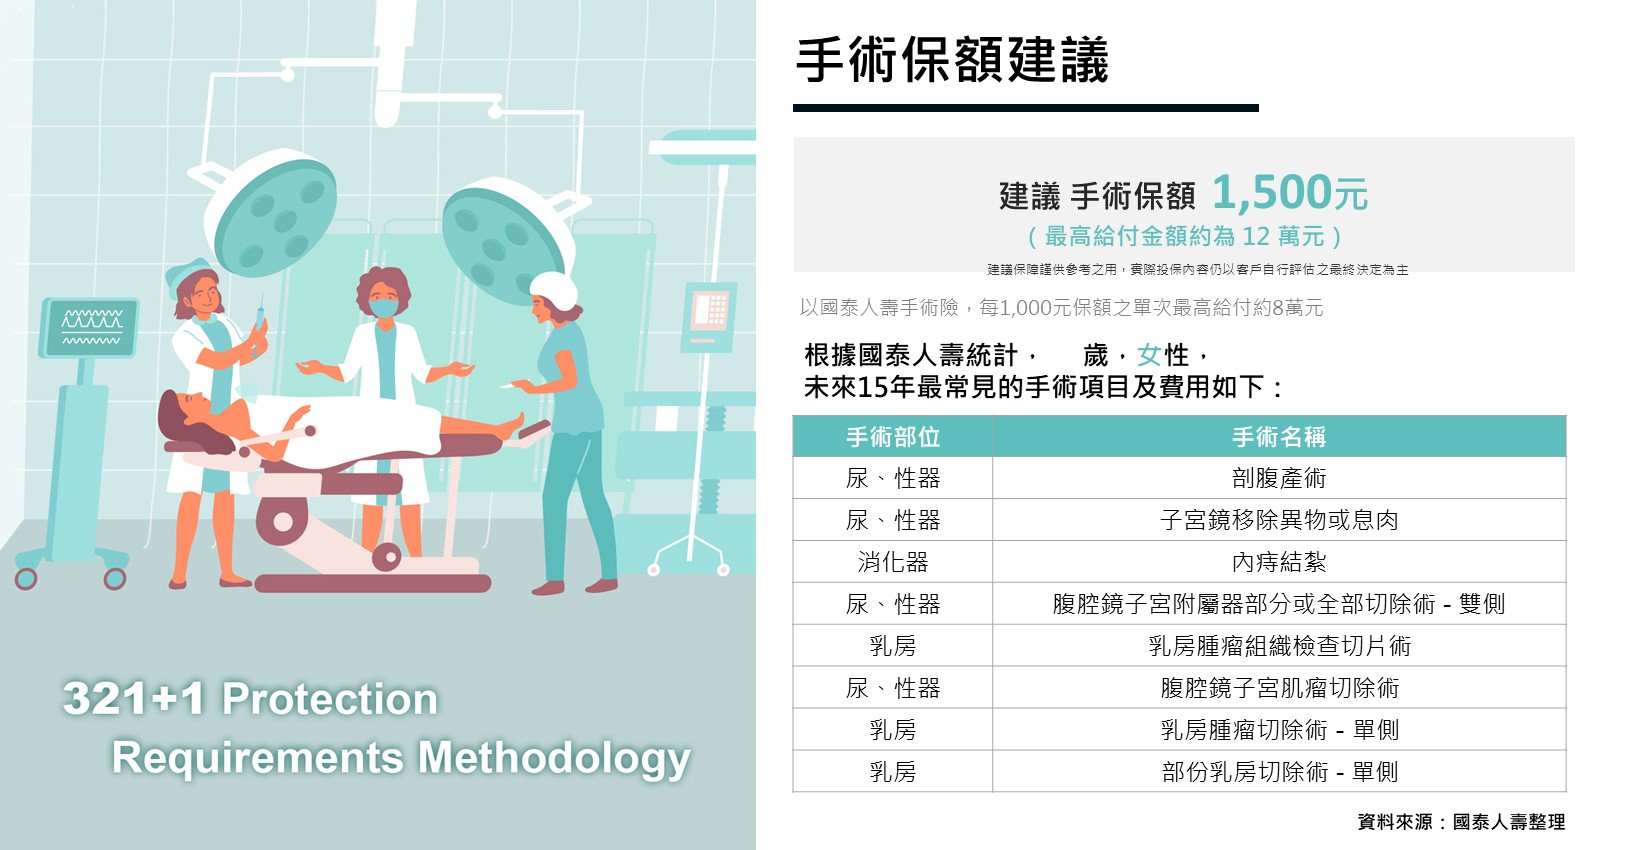 手術保額建議
建議 手術保額 1,500元
( 最高給付金額約為 12 萬元 )
建議保障謹供參考之用，實際投保內容仍以客戶自行評估之最終決定為主
以國泰人壽手術險，每1,000元保額之單次最高給付約8萬元
根據國泰人壽統計， 歲，女性，
未來15年最常見的手術項目及費用如下：
手術部位 手術名稱
尿、性器 剖腹產術
尿、性器 子宮鏡移除異物或息肉
消化器 內痔結紮
尿、性器 腹腔鏡子宮附屬器部分或全部切除術 - 雙側
乳房 乳房腫瘤組織檢查切片術
尿、性器 腹腔鏡子宮肌瘤切除術
乳房 乳房腫瘤切除術 - 單側
乳房 部份乳房切除術 - 單側
資料來源：國泰人壽整理
321+1 Protection
Requirements Methodology